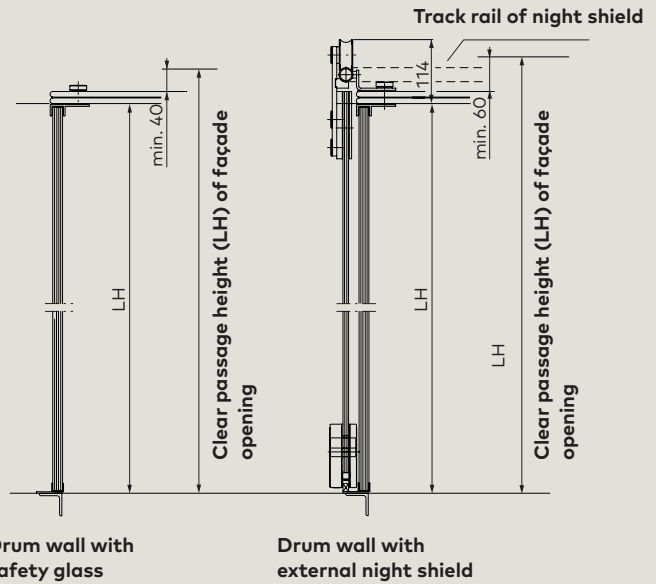 Track rail of night shield
min. 40
LH
Clear passage height (LH) of façade
opening
114
min. 60
LH
LH
Clear passage height (LH) of façade
opening
Drum wall with
safety glass
Drum wall with
external night shield